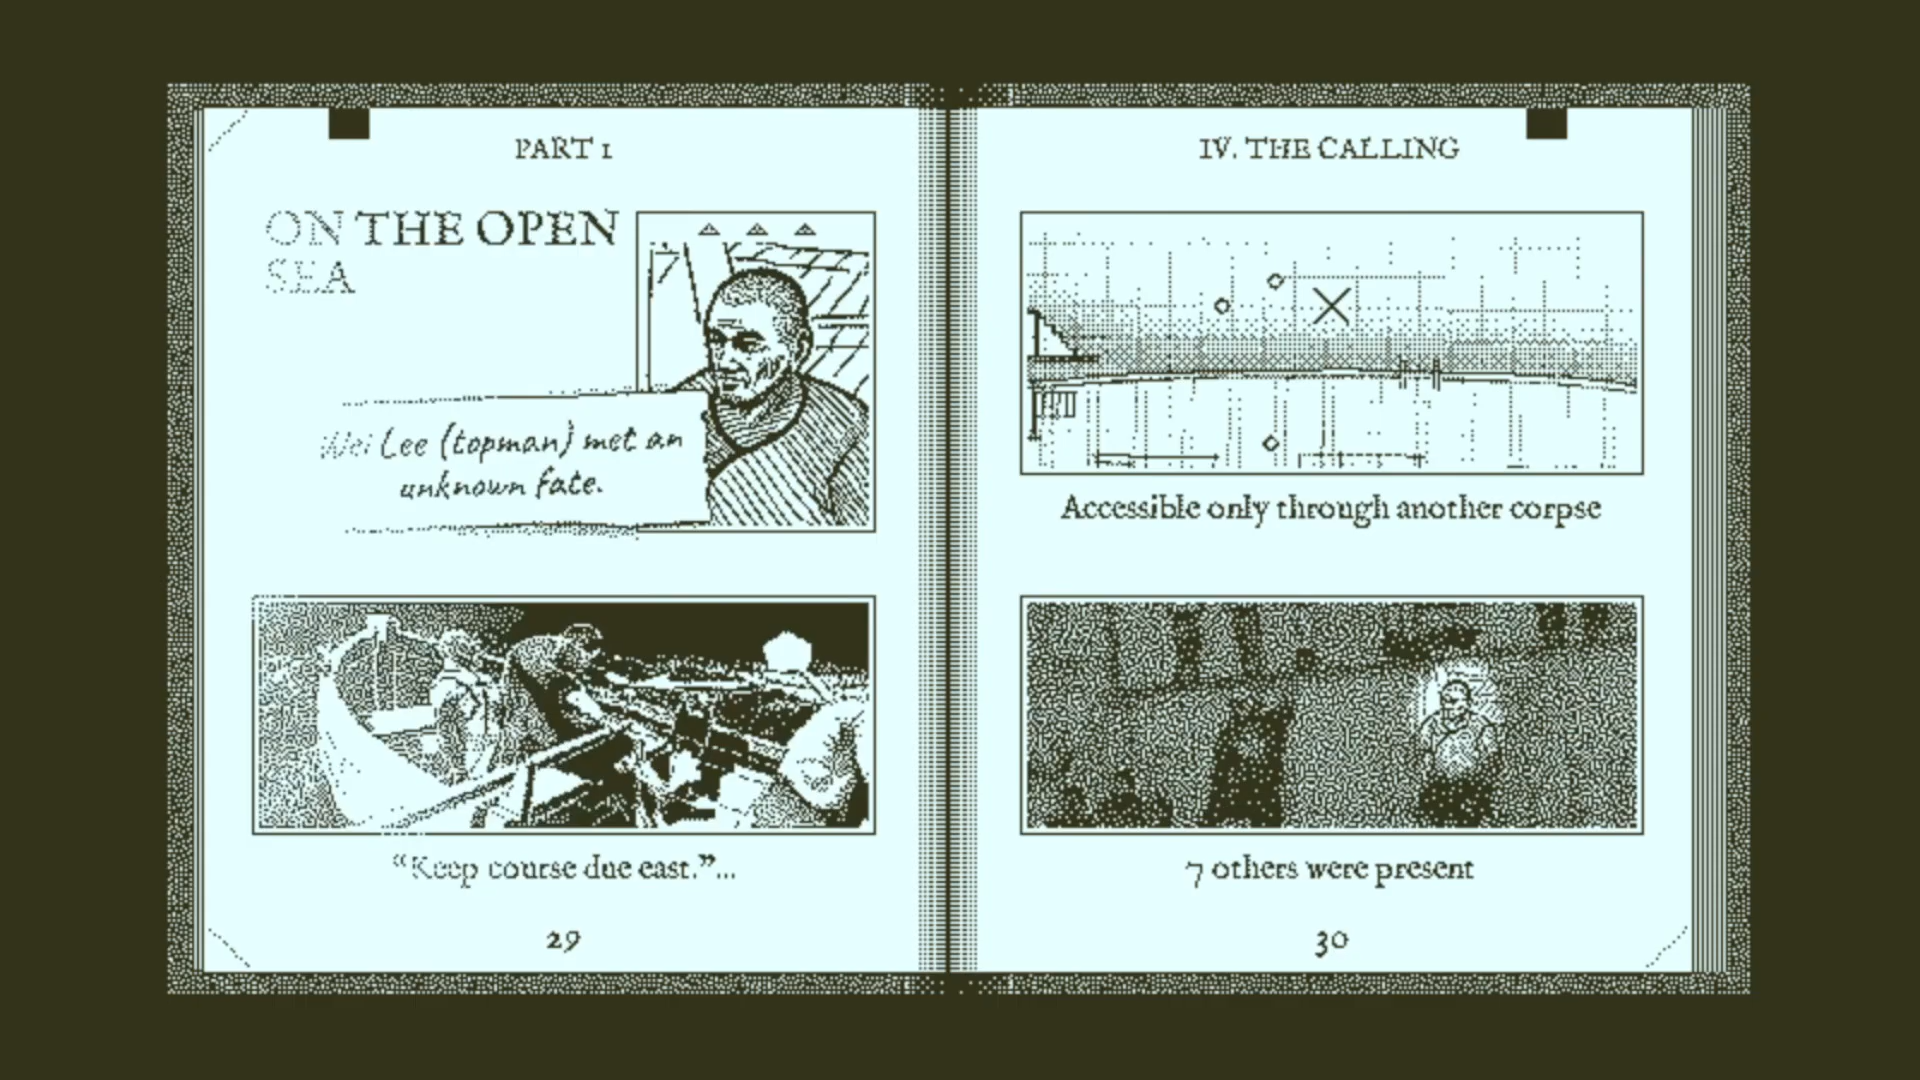 PART 1
ON THE OPEN
SEA
Wei Lee (topman) met an
unknown fate.
“Keep course due east.”...
29
IV. THE CALLING
Accessible only through another corpse
7 others were present
30